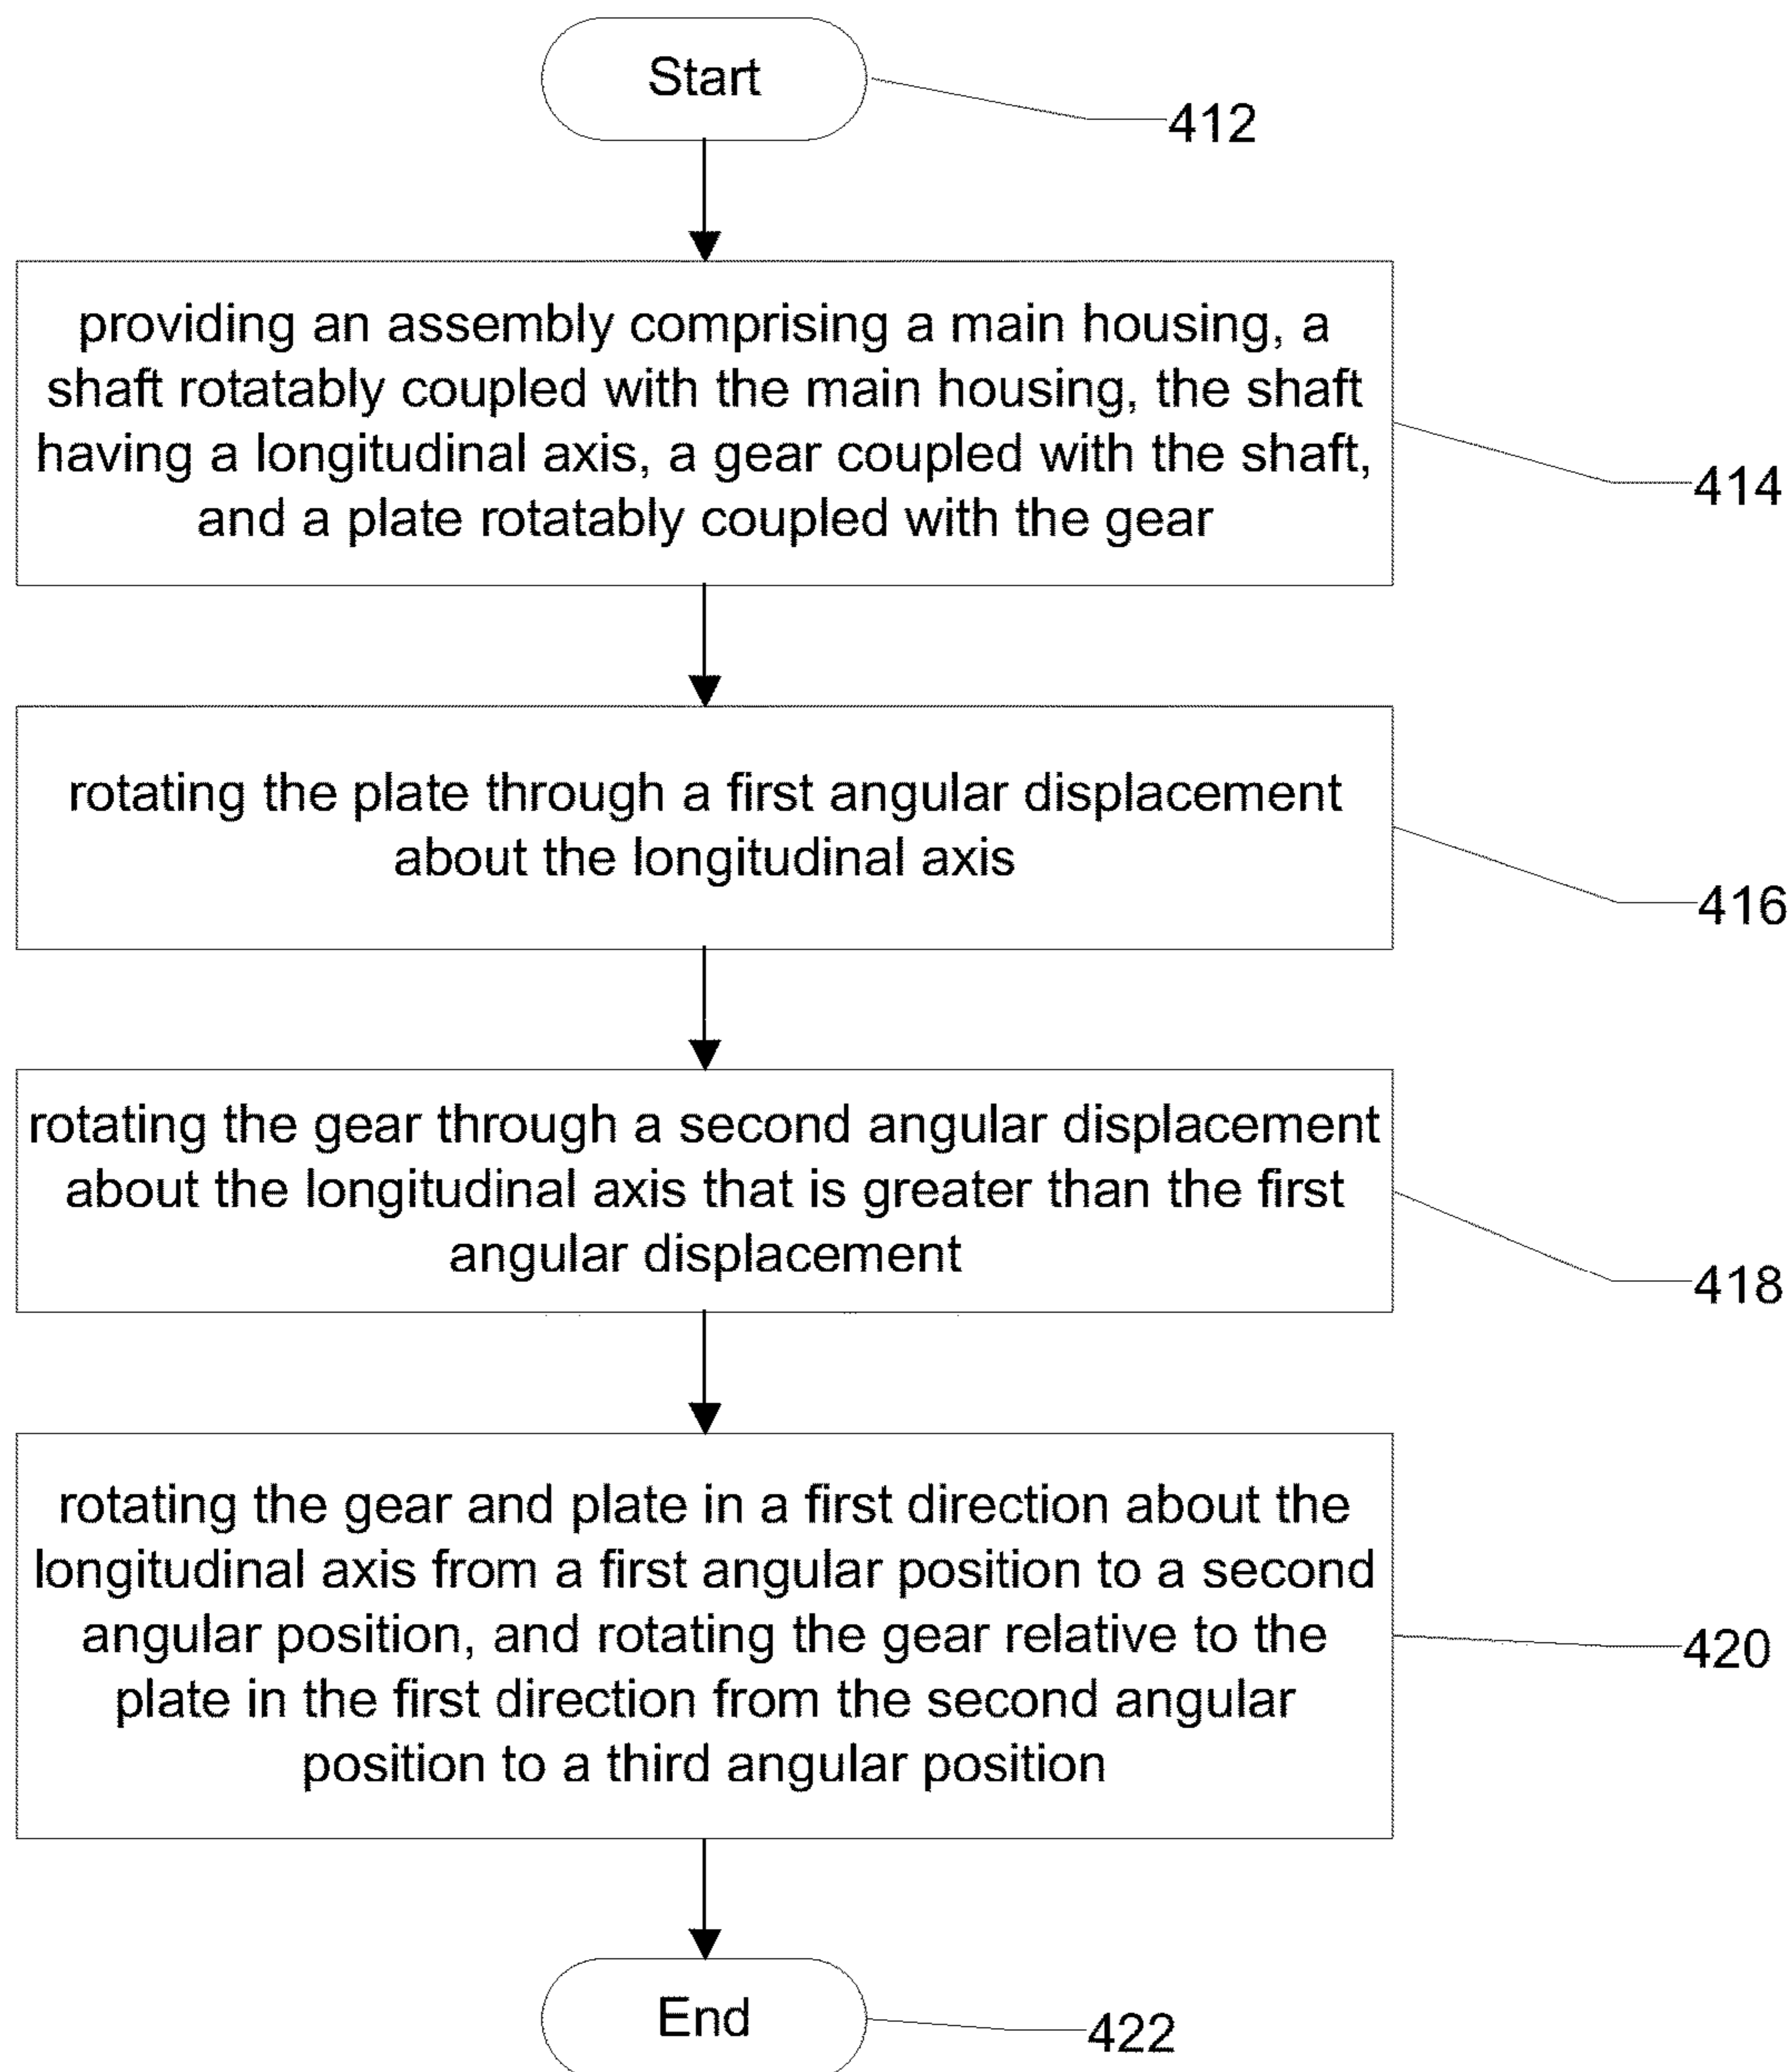 Start
412
providing an assembly comprising a main housing, a
shaft rotatably coupled with the main housing, the shaft
having a longitudinal axis, a gear coupled with the shaft,
and a plate rotatably coupled with the gear
414
rotating the plate through a first angular displacement
about the longitudinal axis
416
rotating the gear through a second angular displacement
about the longitudinal axis that is greater than the first
angular displacement
418
rotating the gear and plate in a first direction about the
longitudinal axis from a first angular position to a second
angular position, and rotating the gear relative to the
plate in the first direction from the second angular
position to a third angular position
420
End
422